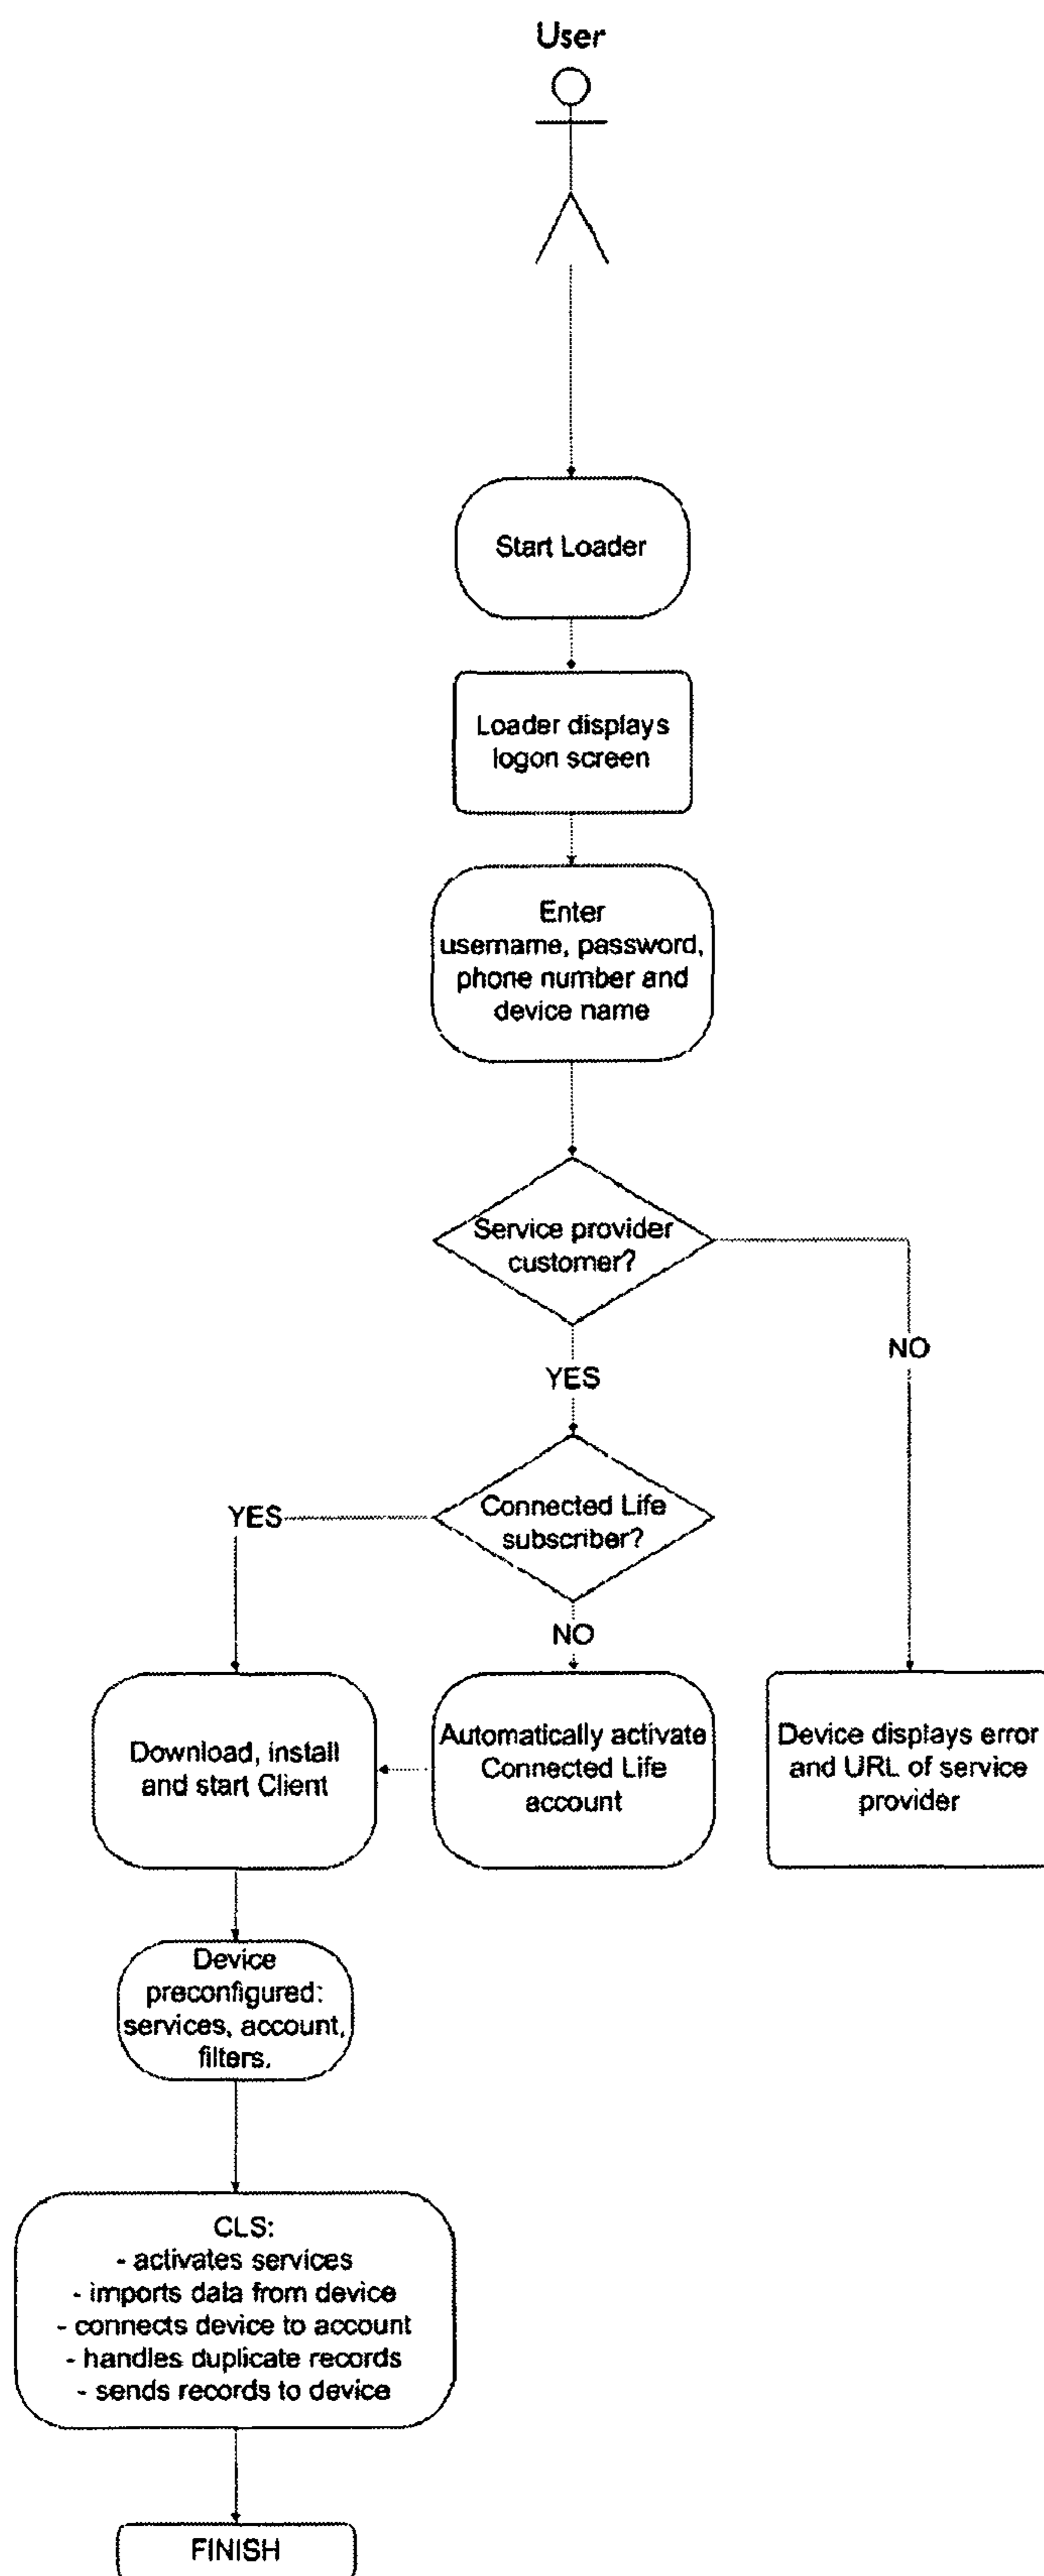 User
Start Loader
Loader displays
logon screen
Enter
username, password,
phone number and
device name
Service provider
customer?
NO
YES
Connected Life
subscriber?
YES
NO
Download, install
and start Client
Automatically activate
Connected Life
account
Device displays error
and URL of service
provider
Device
preconfigured:
services, account,
filters.
CLS:
- activates services
- imports data from device
- connects device to account
- handles duplicate records
- sends records to device
FINISH